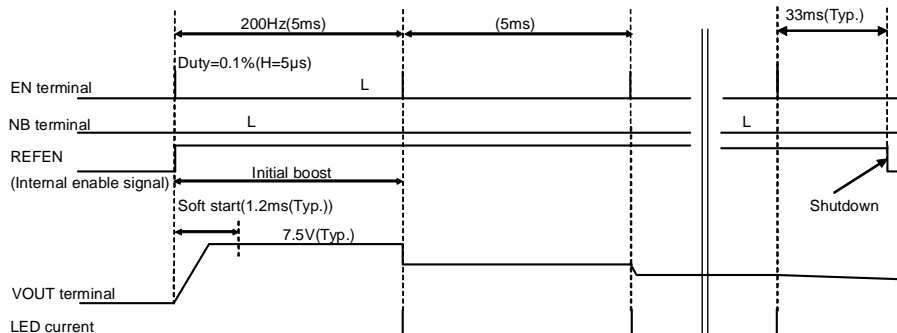 200Hz(5ms)
(5ms)
33ms(Typ.)
Duty=0.1%(H=5μs)
EN terminal
L
NB terminal
L
L
REFEN
(Internal enable signal)
Initial boost
Shutdown
Soft start(1.2ms(Typ.))
7.5V(Typ.)
VOUT terminal
LED current